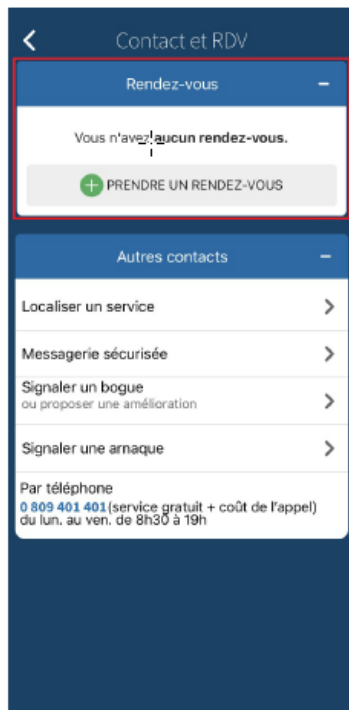 Contact et RDV
Rendez-vous
Vous n'avez aucun rendez-vous.
PRENDRE UN RENDEZ-VOUS
Autres contacts
Localiser un service
Messagerie sécurisée
Signaler un bogue
ou proposer une amélioration
Signaler une arnaque
Par téléphone
0 809 401 401(service gratuit + coût de l'appel)
du lun. au ven. de 8h30 à 19h